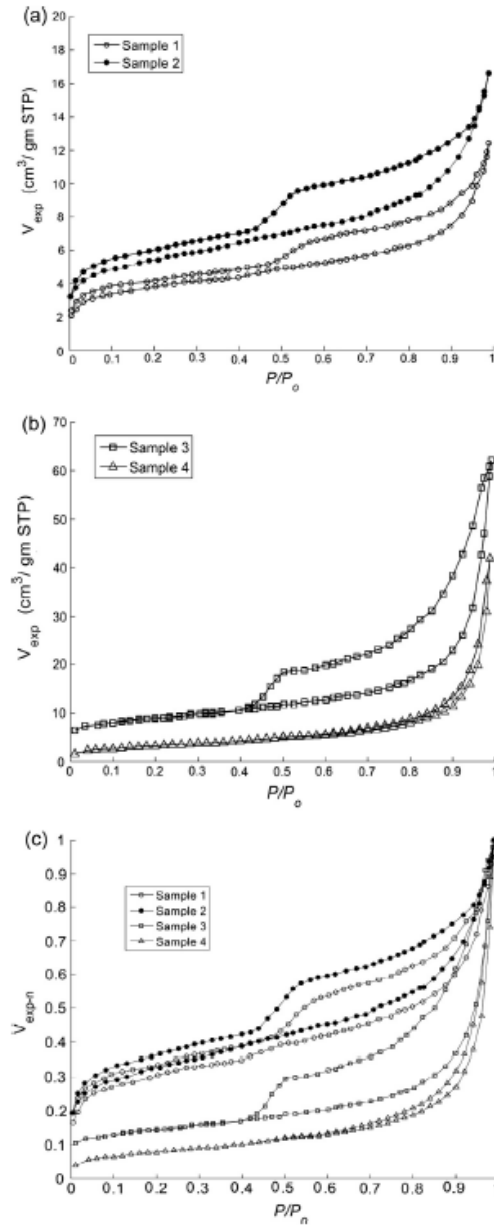 (a)
20
18
16
14
12
10
8
6
4
2
0
V_exp (cm³/ gm STP)
Sample 1
Sample 2
0 0.1 0.2 0.3 0.4 0.5 0.6 0.7 0.8 0.9 1
P/P_o
(b)
70
60
50
40
30
20
10
0
V_exp (cm³/ gm STP)
Sample 3
Sample 4
0 0.1 0.2 0.3 0.4 0.5 0.6 0.7 0.8 0.9 1
P/P_o
(c)
1
0.9
0.8
0.7
0.6
0.5
0.4
0.3
0.2
0.1
0
V_exp-n
Sample 1
Sample 2
Sample 3
Sample 4
0 0.1 0.2 0.3 0.4 0.5 0.6 0.7 0.8 0.9 1
P/P_n